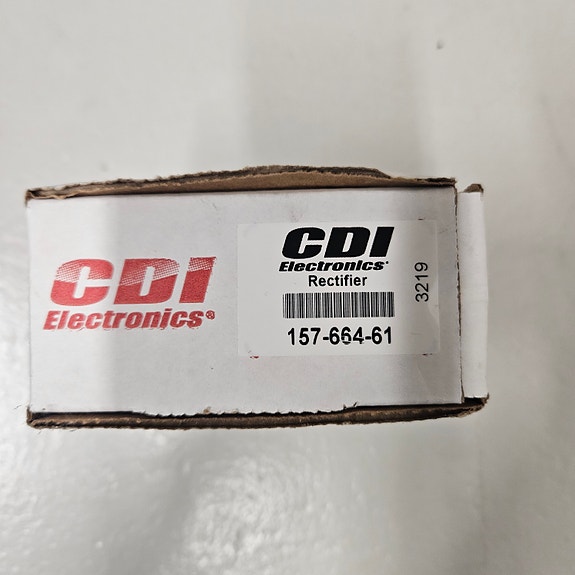 CDI
Electronics®
CDI
Electronics®
Rectifier
157-664-61
3219